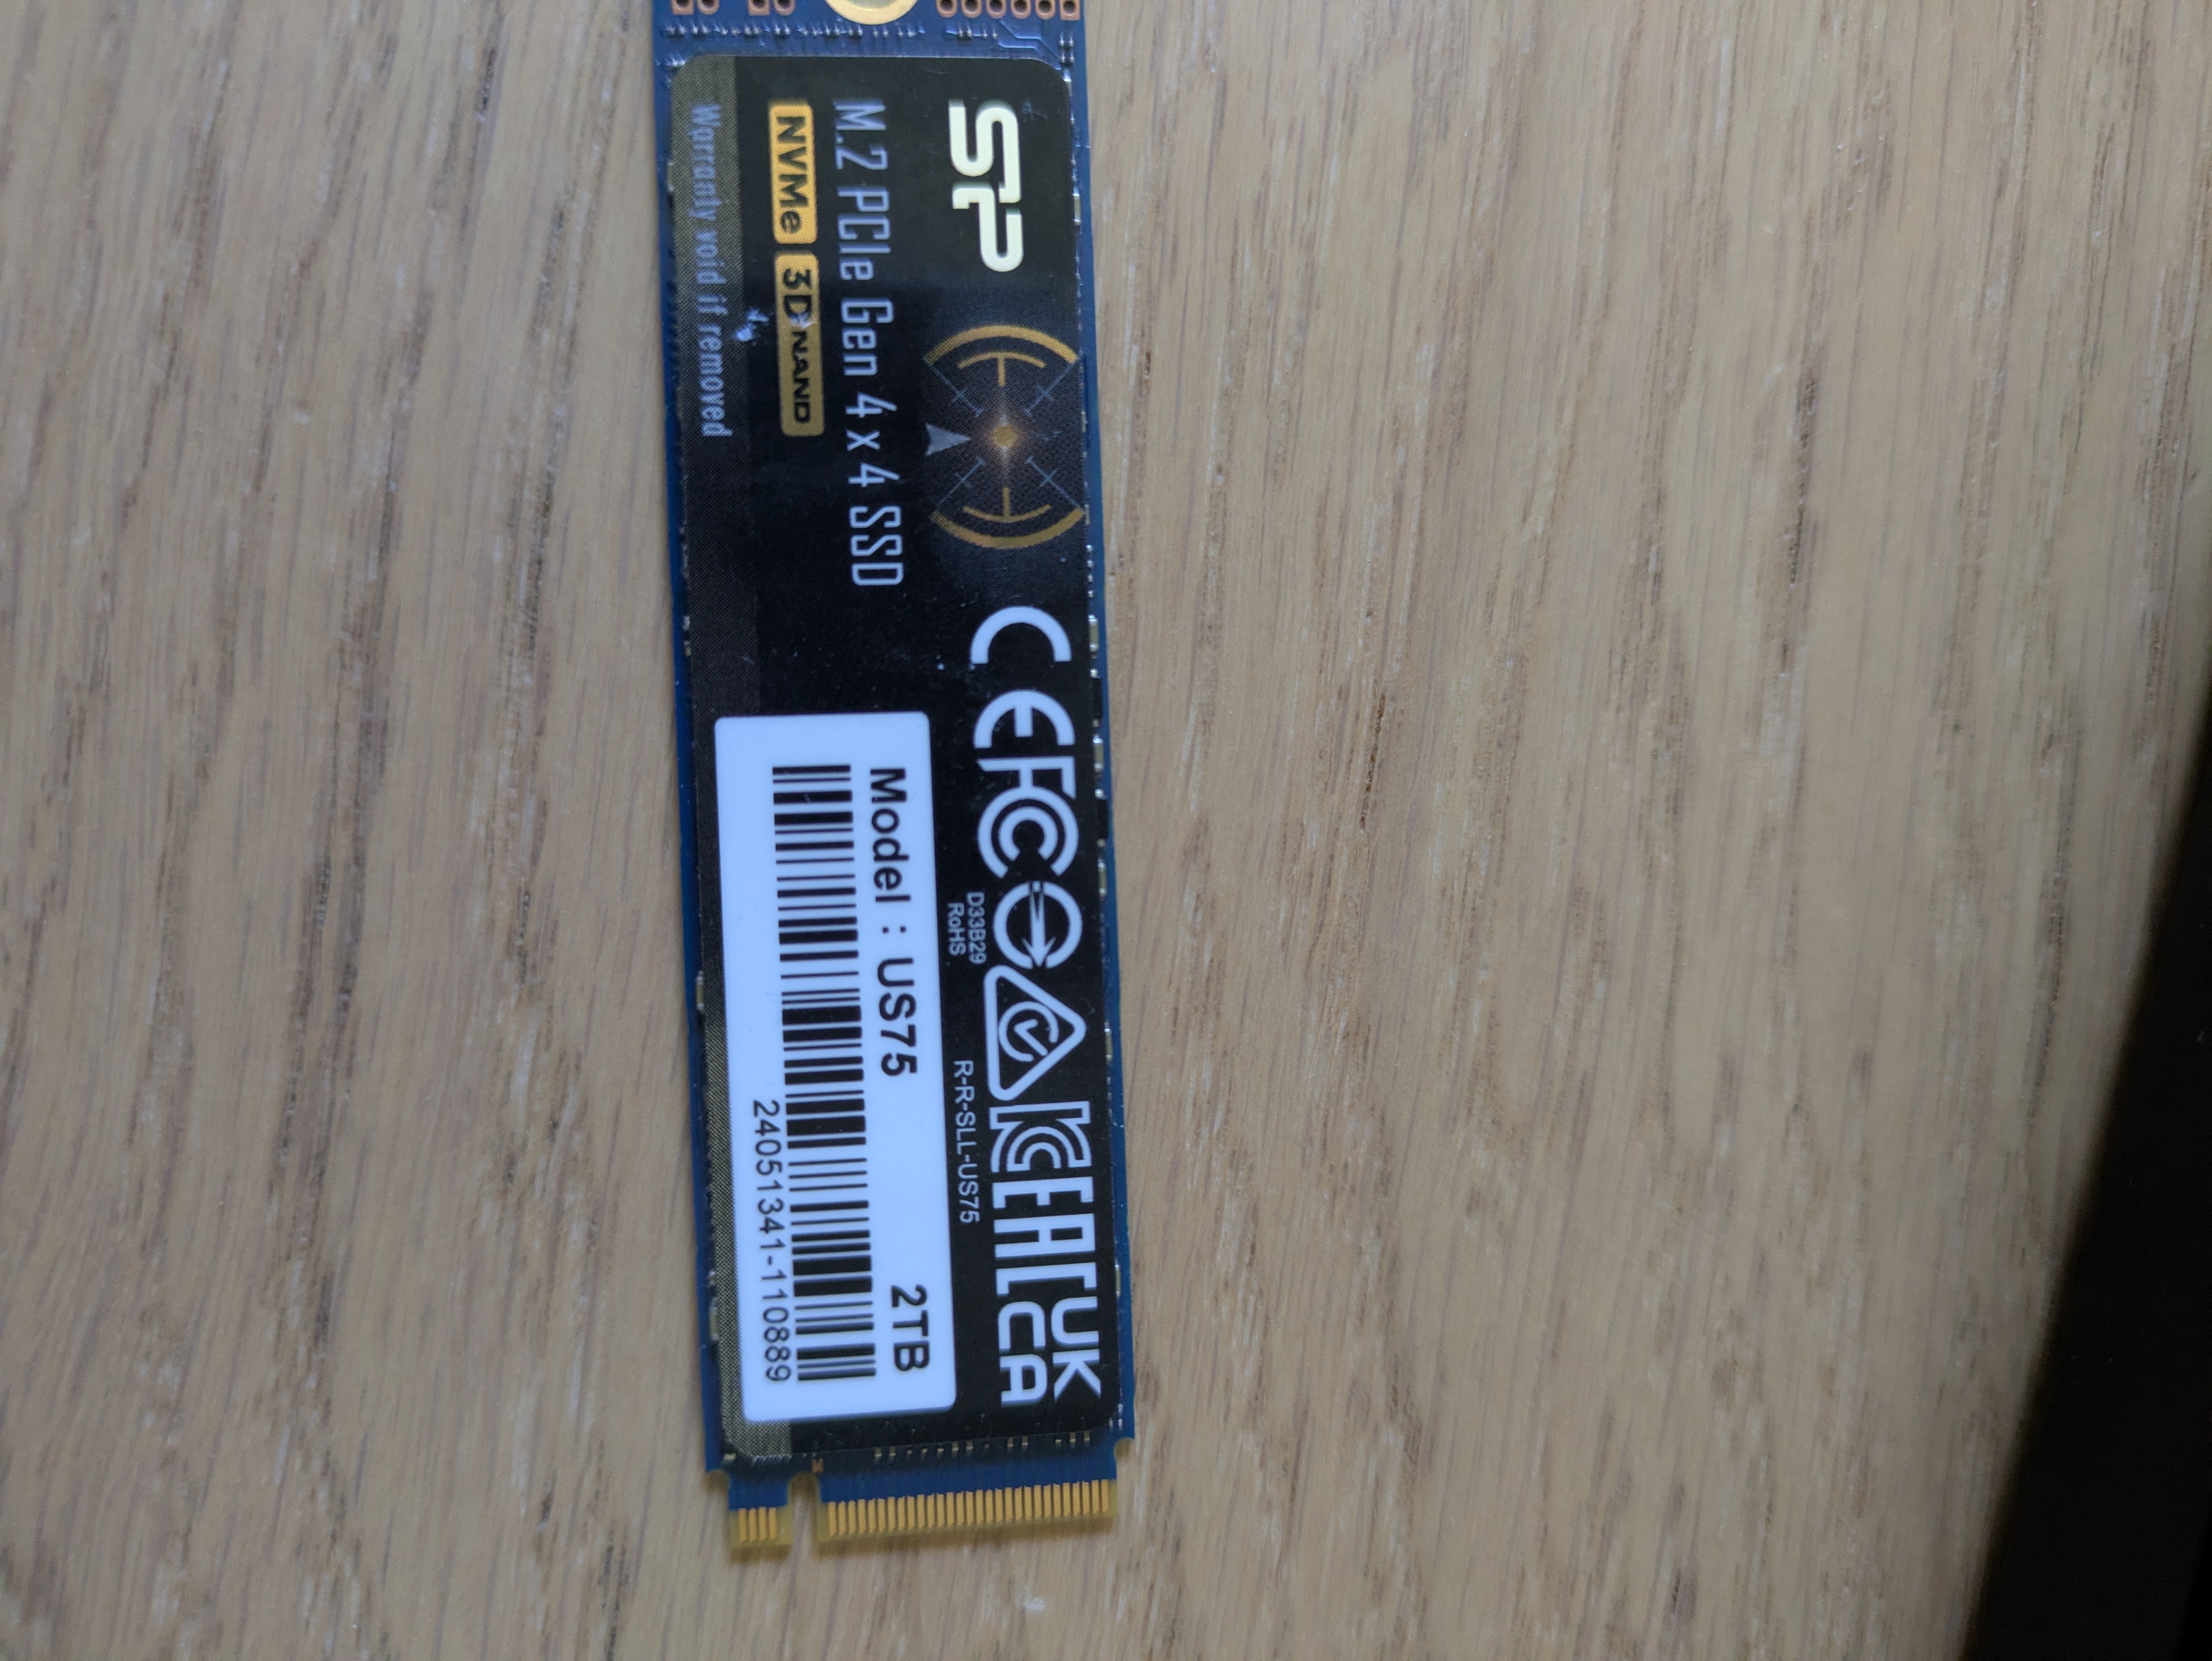 SP
M.2 PCIe Gen 4 x 4 SSD
NVMe 3D NAND
Warranty void if removed
CE FC
D33B29
RoHS
R-R-SLL-US75
EAC
UK
CA
Model : US75 2TB
24051341-110889